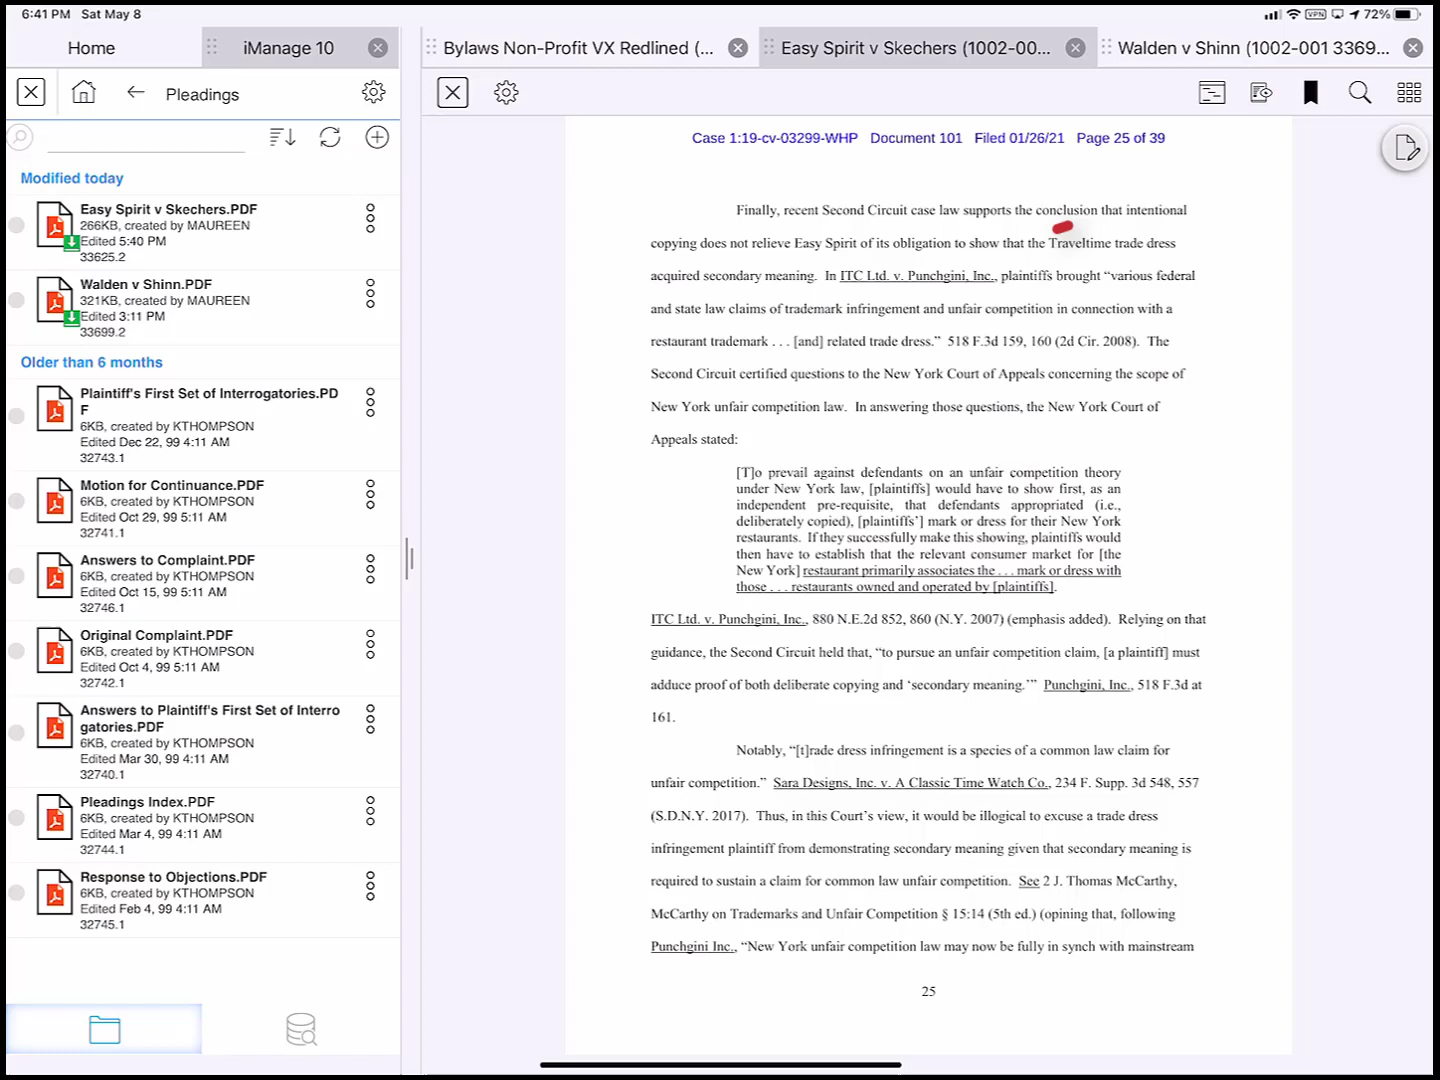 6:41 PM Sat May 8
VPN 72%
Home
iManage 10
Bylaws Non-Profit VX Redlined (...
Easy Spirit v Skechers (1002-00...
Walden v Shinn (1002-001 3369...
Pleadings
Modified today
Easy Spirit v Skechers.PDF
266KB, created by MAUREEN
Edited 5:40 PM
33625.2
Walden v Shinn.PDF
321KB, created by MAUREEN
Edited 3:11 PM
33699.2
Older than 6 months
Plaintiff's First Set of Interrogatories.PD
F
6KB, created by KTHOMPSON
Edited Dec 22, 99 4:11 AM
32743.1
Motion for Continuance.PDF
6KB, created by KTHOMPSON
Edited Oct 29, 99 5:11 AM
32741.1
Answers to Complaint.PDF
6KB, created by KTHOMPSON
Edited Oct 15, 99 5:11 AM
32746.1
Original Complaint.PDF
6KB, created by KTHOMPSON
Edited Oct 4, 99 5:11 AM
32742.1
Answers to Plaintiff's First Set of Interro
gatories.PDF
6KB, created by KTHOMPSON
Edited Mar 30, 99 4:11 AM
32740.1
Pleadings Index.PDF
6KB, created by KTHOMPSON
Edited Mar 4, 99 4:11 AM
32744.1
Response to Objections.PDF
6KB, created by KTHOMPSON
Edited Feb 4, 99 4:11 AM
32745.1
Case 1:19-cv-03299-WHP Document 101 Filed 01/26/21 Page 25 of 39
Finally, recent Second Circuit case law supports the conclusion that intentional
copying does not relieve Easy Spirit of its obligation to show that the Traveltime trade dress
acquired secondary meaning. In ITC Ltd. v. Punchgini, Inc., plaintiffs brought “various federal
and state law claims of trademark infringement and unfair competition in connection with a
restaurant trademark . . . [and] related trade dress.” 518 F.3d 159, 160 (2d Cir. 2008). The
Second Circuit certified questions to the New York Court of Appeals concerning the scope of
New York unfair competition law. In answering those questions, the New York Court of
Appeals stated:
[T]o prevail against defendants on an unfair competition theory
under New York law, [plaintiffs] would have to show first, as an
independent pre-requisite, that defendants appropriated (i.e.,
deliberately copied), [plaintiffs’] mark or dress for their New York
restaurants. If they successfully make this showing, plaintiffs would
then have to establish that the relevant consumer market for [the
New York] restaurant primarily associates the . . . mark or dress with
those . . . restaurants owned and operated by [plaintiffs].
ITC Ltd. v. Punchgini, Inc., 880 N.E.2d 852, 860 (N.Y. 2007) (emphasis added). Relying on that
guidance, the Second Circuit held that, “to pursue an unfair competition claim, [a plaintiff] must
adduce proof of both deliberate copying and ‘secondary meaning.’” Punchgini, Inc., 518 F.3d at
161.
Notably, “[t]rade dress infringement is a species of a common law claim for
unfair competition.” Sara Designs, Inc. v. A Classic Time Watch Co., 234 F. Supp. 3d 548, 557
(S.D.N.Y. 2017). Thus, in this Court’s view, it would be illogical to excuse a trade dress
infringement plaintiff from demonstrating secondary meaning given that secondary meaning is
required to sustain a claim for common law unfair competition. See 2 J. Thomas McCarthy,
McCarthy on Trademarks and Unfair Competition § 15:14 (5th ed.) (opining that, following
Punchgini Inc., “New York unfair competition law may now be fully in synch with mainstream
25